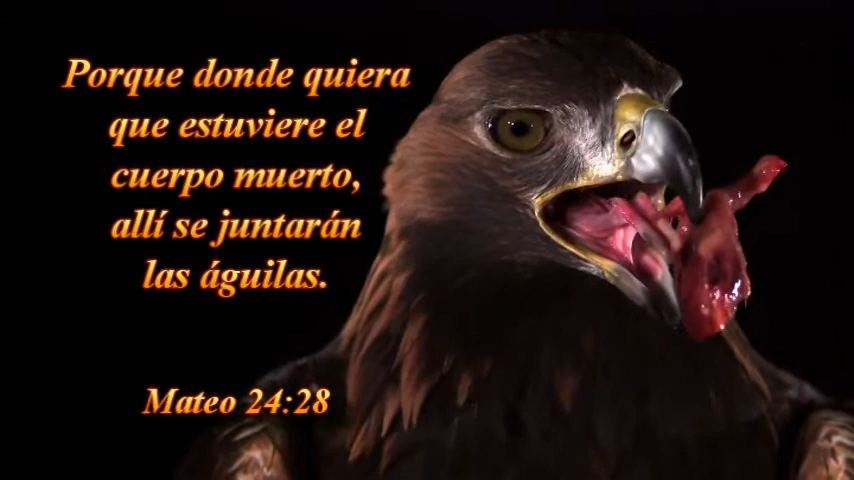 Porque donde quiera
que estuviere el
cuerpo muerto,
allí se juntarán
las águilas.
Mateo 24:28